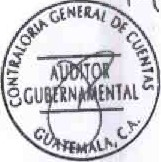 CONTRALORIA GENERAL DE CUENTAS
AUDITOR
GUBERNAMENTAL
GUATEMALA, C.A.